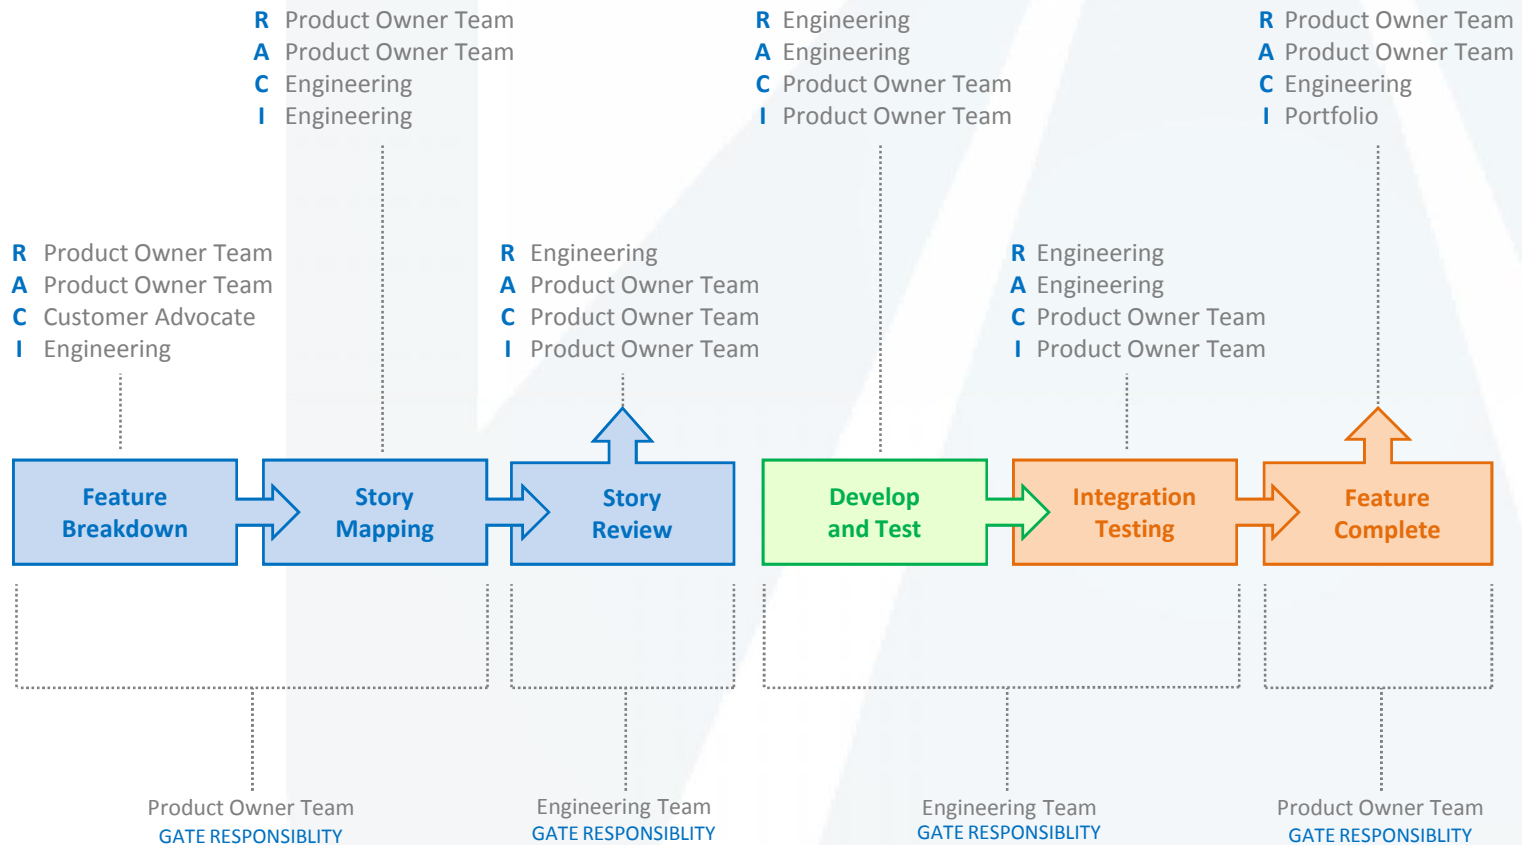 R Product Owner Team
A Product Owner Team
C Engineering
I Engineering
R Engineering
A Engineering
C Product Owner Team
I Product Owner Team
R Product Owner Team
A Product Owner Team
C Engineering
I Portfolio
R Product Owner Team
A Product Owner Team
C Customer Advocate
I Engineering
R Engineering
A Product Owner Team
C Product Owner Team
I Product Owner Team
R Engineering
A Engineering
C Product Owner Team
I Product Owner Team
Feature
Breakdown
Story
Mapping
Story
Review
Develop
and Test
Integration
Testing
Feature
Complete
Product Owner Team
GATE RESPONSIBLITY
Engineering Team
GATE RESPONSIBLITY
Engineering Team
GATE RESPONSIBLITY
Product Owner Team
GATE RESPONSIBLITY